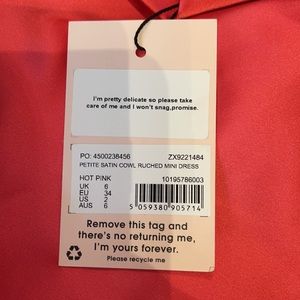 I'm pretty delicate so please take
care of me and I won't snag,promise.
PO: 4500238456 ZX9221484
PETITE SATIN COWL RUCHED MINI DRESS
HOT PINK 10195786003
UK 6
EU 34
US 2
AUS 6
5 059380 905714
Remove this tag and
there's no returning me,
I'm yours forever.
Please recycle me